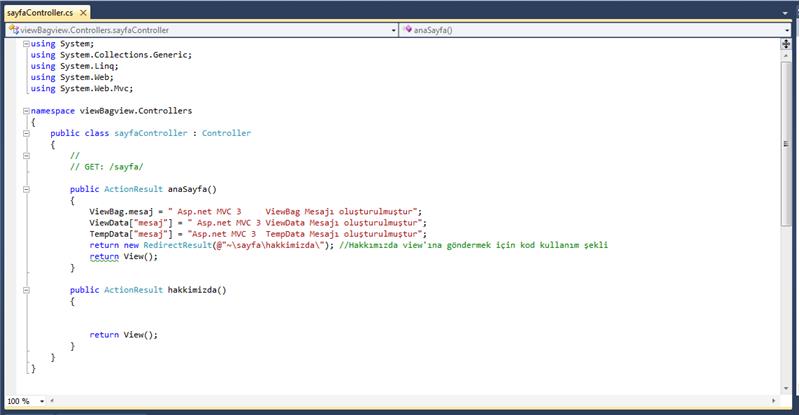 sayfaController.cs
viewBagview.Controllers.sayfaController anaSayfa()
using System;
using System.Collections.Generic;
using System.Linq;
using System.Web;
using System.Web.Mvc;
namespace viewBagview.Controllers
{
public class sayfaController : Controller
{
//
// GET: /sayfa/
public ActionResult anaSayfa()
{
ViewBag.mesaj = " Asp.net MVC 3     ViewBag Mesajı oluşturulmuştur";
ViewData["mesaj"] = " Asp.net MVC 3 ViewData Mesajı oluşturulmuştur";
TempData["mesaj"] = "Asp.net MVC 3  TempData Mesajı oluşturulmuştur";
return new RedirectResult(@"~\sayfa\hakkimizda\"); //Hakkımızda view'ına göndermek için kod kullanım şekli
return View();
}
public ActionResult hakkimizda()
{
return View();
}
}
}
100 %